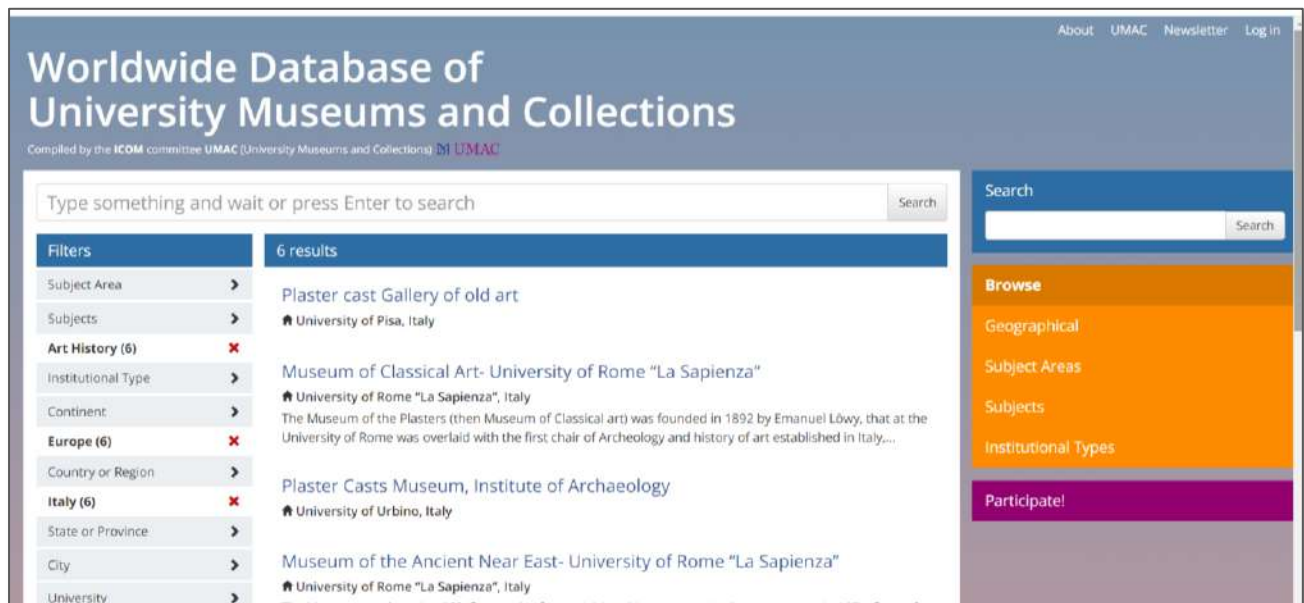 About UMAC Newsletter Log in
Worldwide Database of
University Museums and Collections
Compiled by the ICOM committee UMAC (University Museums and Collections) UMAC
Type something and wait or press Enter to search
Search
Filters
Subject Area
Subjects
Art History (6)
Institutional Type
Continent
Europe (6)
Country or Region
Italy (6)
State or Province
City
University
6 results
Plaster cast Gallery of old art
University of Pisa, Italy
Museum of Classical Art- University of Rome “La Sapienza”
University of Rome “La Sapienza”, Italy
The Museum of the Plasters (then Museum of Classical art) was founded in 1892 by Emanuel Löwy, that at the
University of Rome was overlaid with the first chair of Archeology and history of art established in Italy,...
Plaster Casts Museum, Institute of Archaeology
University of Urbino, Italy
Museum of the Ancient Near East- University of Rome “La Sapienza”
University of Rome “La Sapienza”, Italy
Search
Search
Browse
Geographical
Subject Areas
Subjects
Institutional Types
Participate!